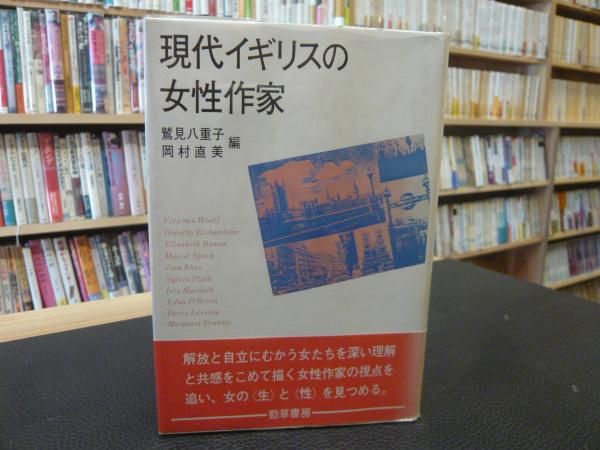 現代イギリスの
女性作家
鷲見八重子
岡村直美
編
Virginia Woolf
Dorothy Richardson
Elizabeth Bowen
Muriel Spark
Jean Rhys
Sylvia Plath
Iris Murdoch
Edna O'Brien
Doris Lessing
Margaret Drabble
解放と自立にむかう女たちを深い理解
と共感をこめて描く女性作家の視点を
追い、女の〈生〉と〈性〉を見つめる。
勁草書房